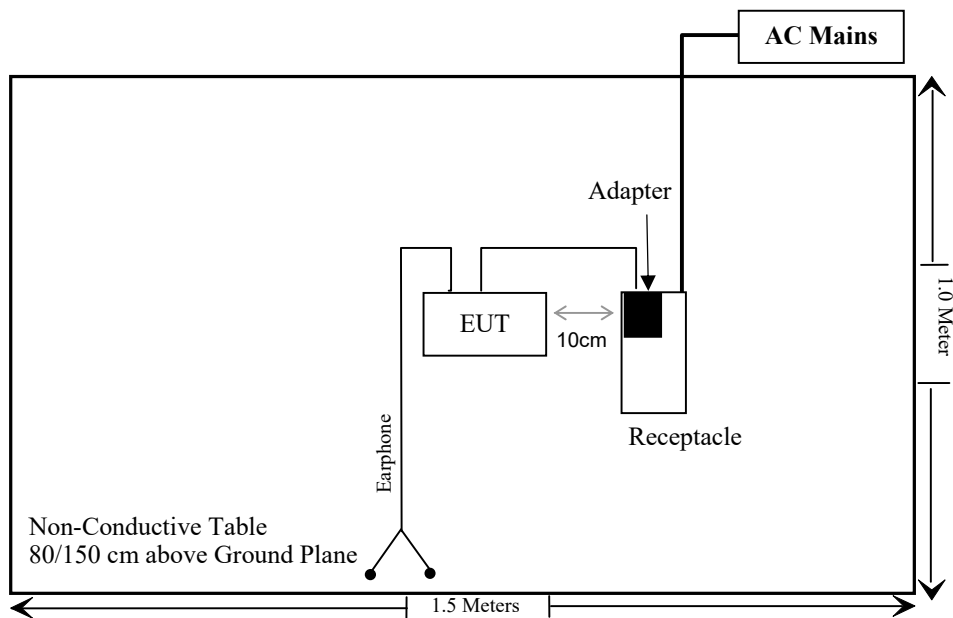 AC Mains
Adapter
EUT
10cm
1.0 Meter
Receptacle
Earphone
Non-Conductive Table
80/150 cm above Ground Plane
1.5 Meters